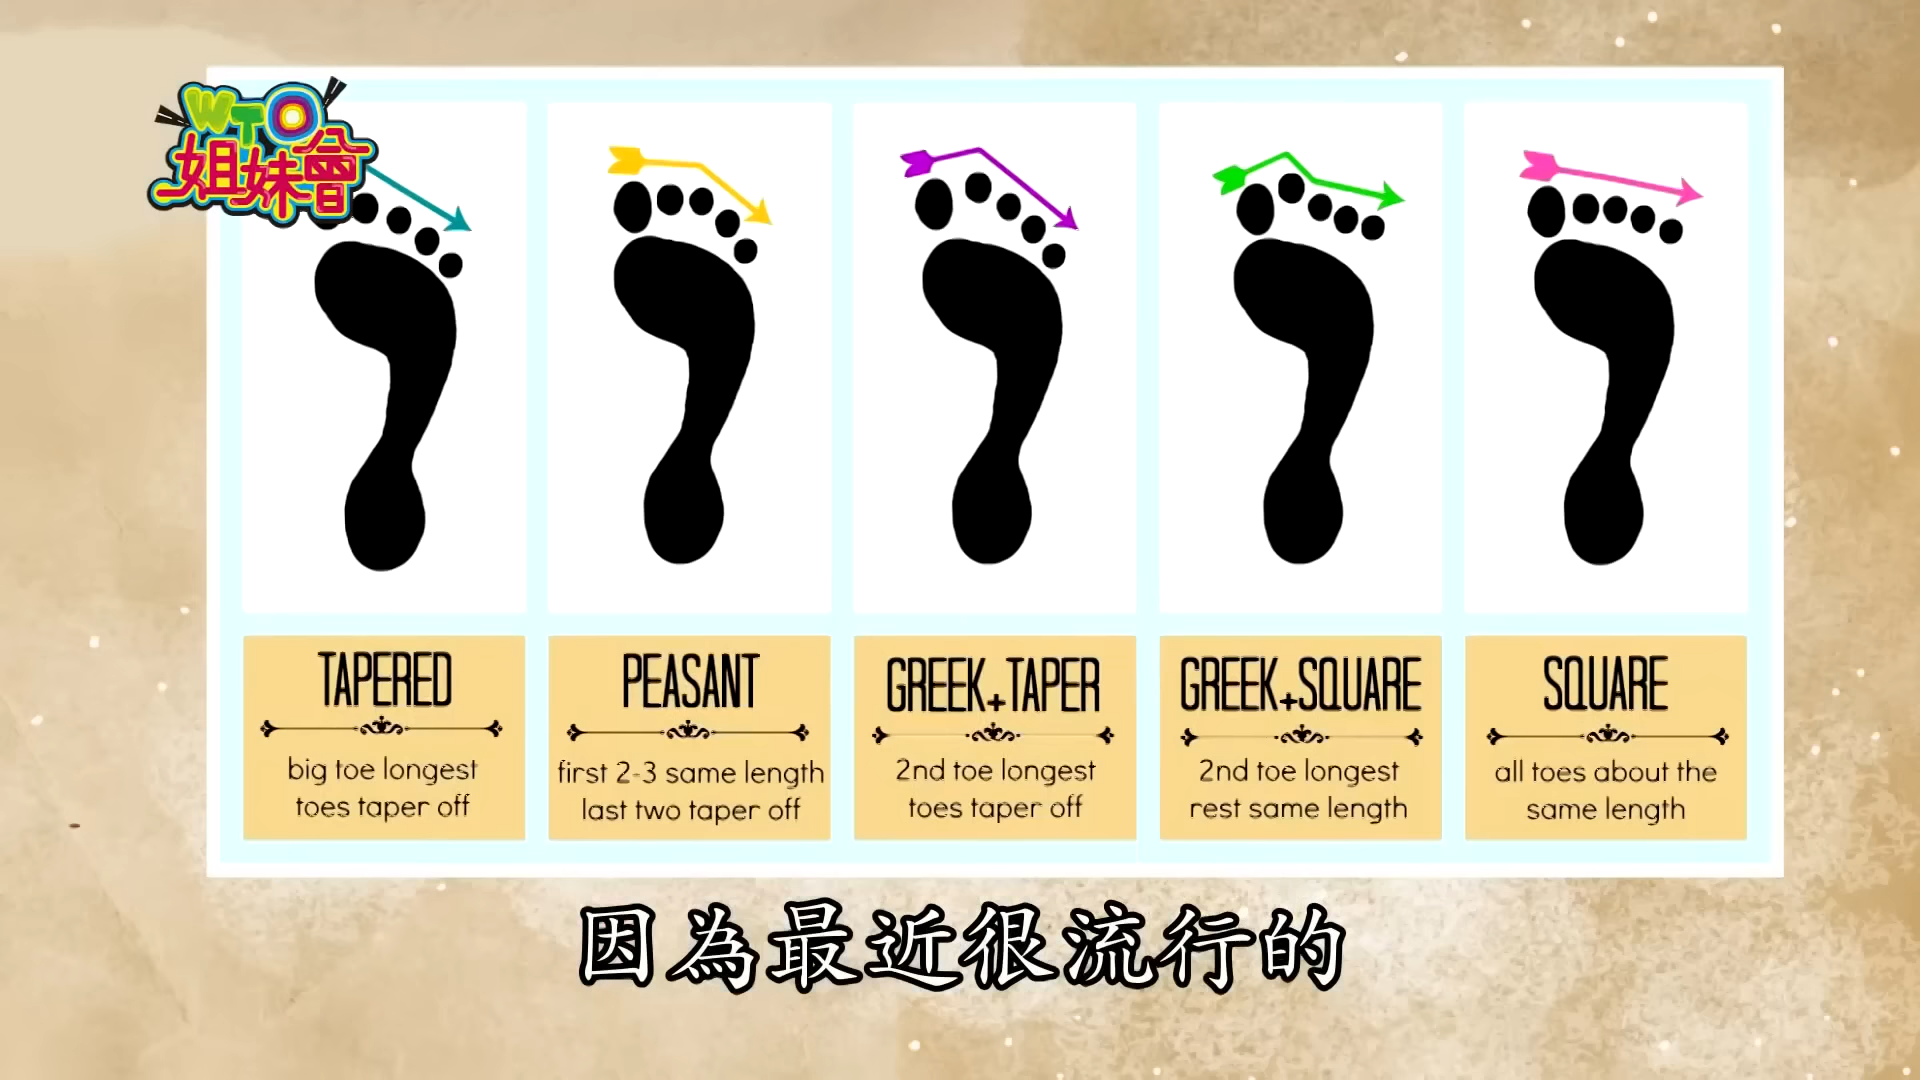 WTO
姐妹會
TAPERED
big toe longest
toes taper off
PEASANT
first 2-3 same length
last two taper off
GREEK+TAPER
2nd toe longest
toes taper off
GREEK+SQUARE
2nd toe longest
rest same length
SQUARE
all toes about the
same length
因為最近很流行的